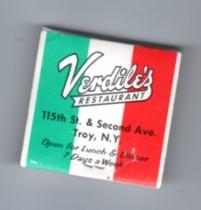 Verdile's
RESTAURANT
115th St. & Second Ave.
Troy, N.Y.
Open for Lunch & Dinner
7 Days a Week